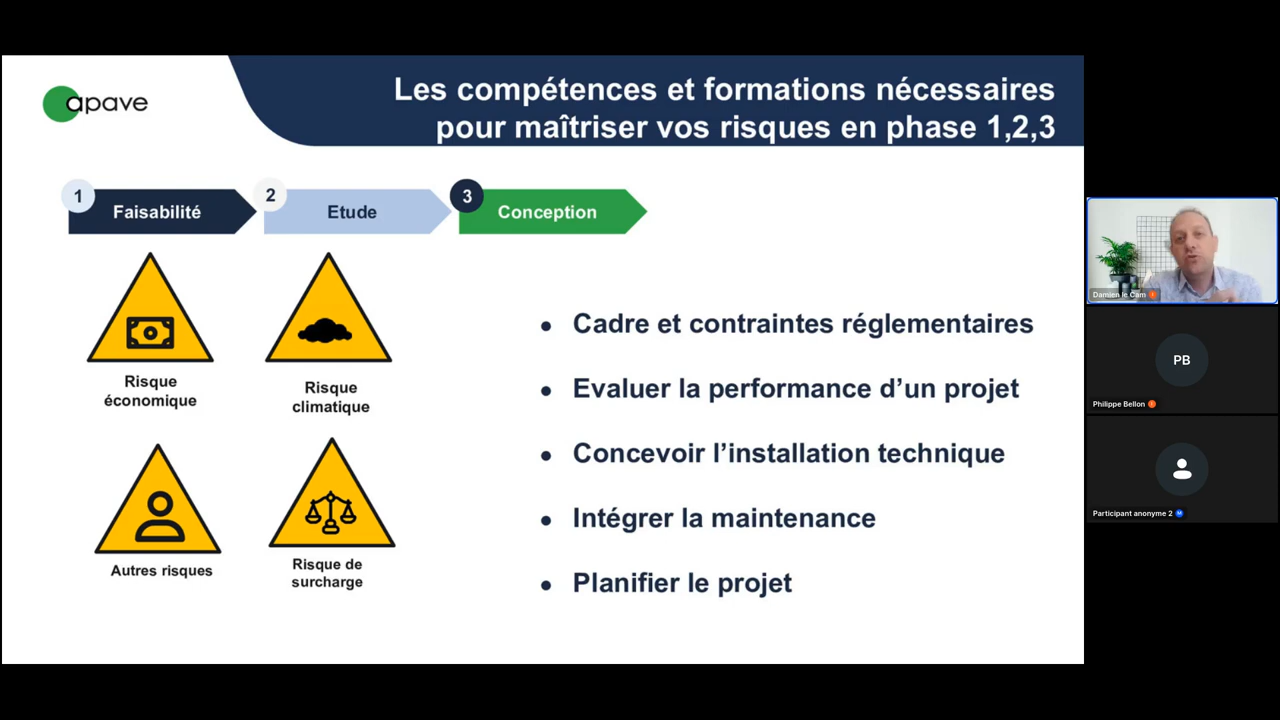 apave
Les compétences et formations nécessaires
pour maîtriser vos risques en phase 1,2,3
1
Faisabilité
2
Etude
3
Conception
Risque
économique
Risque
climatique
Autres risques
Risque de
surcharge
• Cadre et contraintes réglementaires
• Evaluer la performance d’un projet
• Concevoir l’installation technique
• Intégrer la maintenance
• Planifier le projet
Damien le Cam
PB
Philippe Bellon
Participant anonyme 2
M